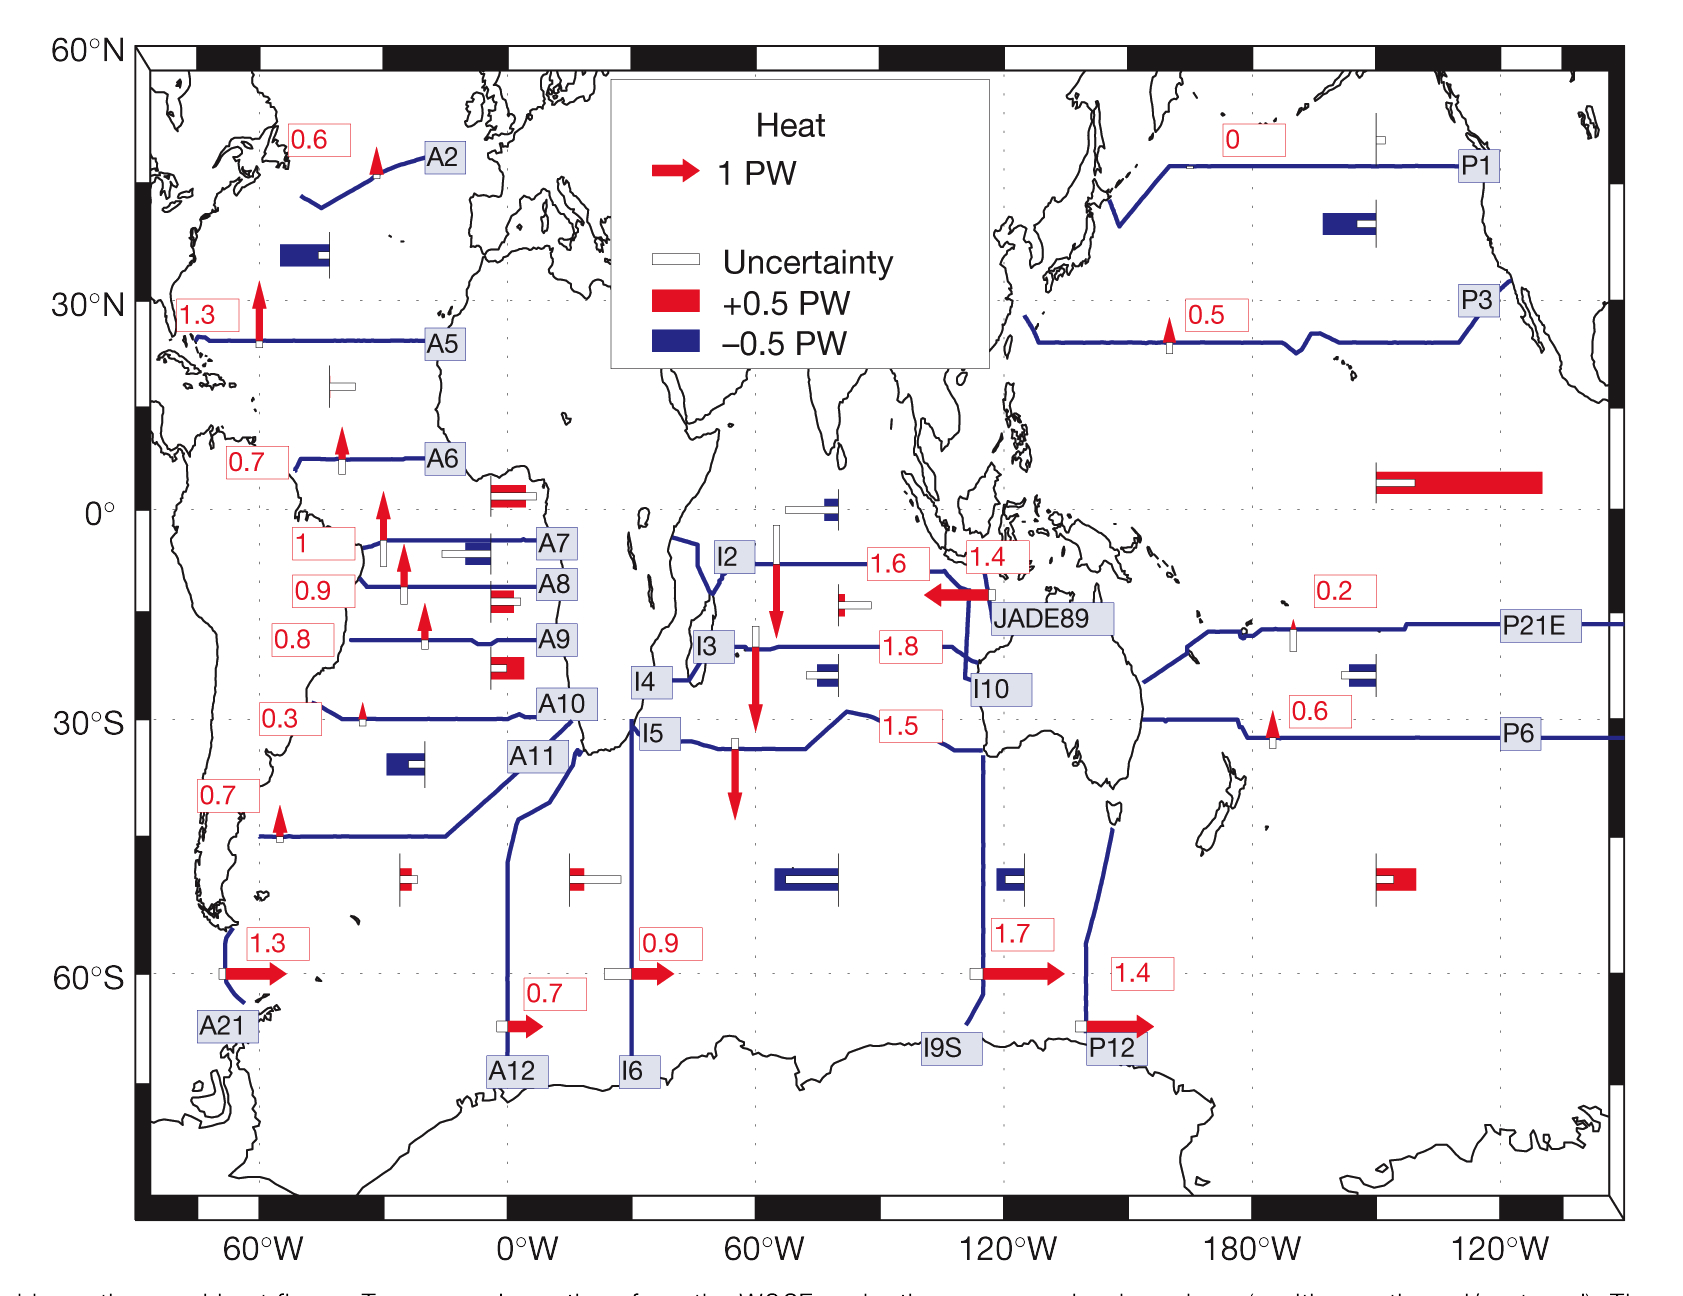 60°N
Heat
1 PW
Uncertainty
+0.5 PW
–0.5 PW
0.6
A2
0
P1
30°N
1.3
A5
0.5
P3
0.7
A6
0°
1
A7
0.9
A8
0.8
A9
0.3
A10
A11
0.7
I2
1.6
1.4
JADE89
I3
1.8
I4
I10
I5
1.5
0.2
P21E
0.6
P6
30°S
60°S
1.3
A21
0.7
A12
0.9
I6
1.7
I9S
1.4
P12
60°W
0°W
60°W
120°W
180°W
120°W